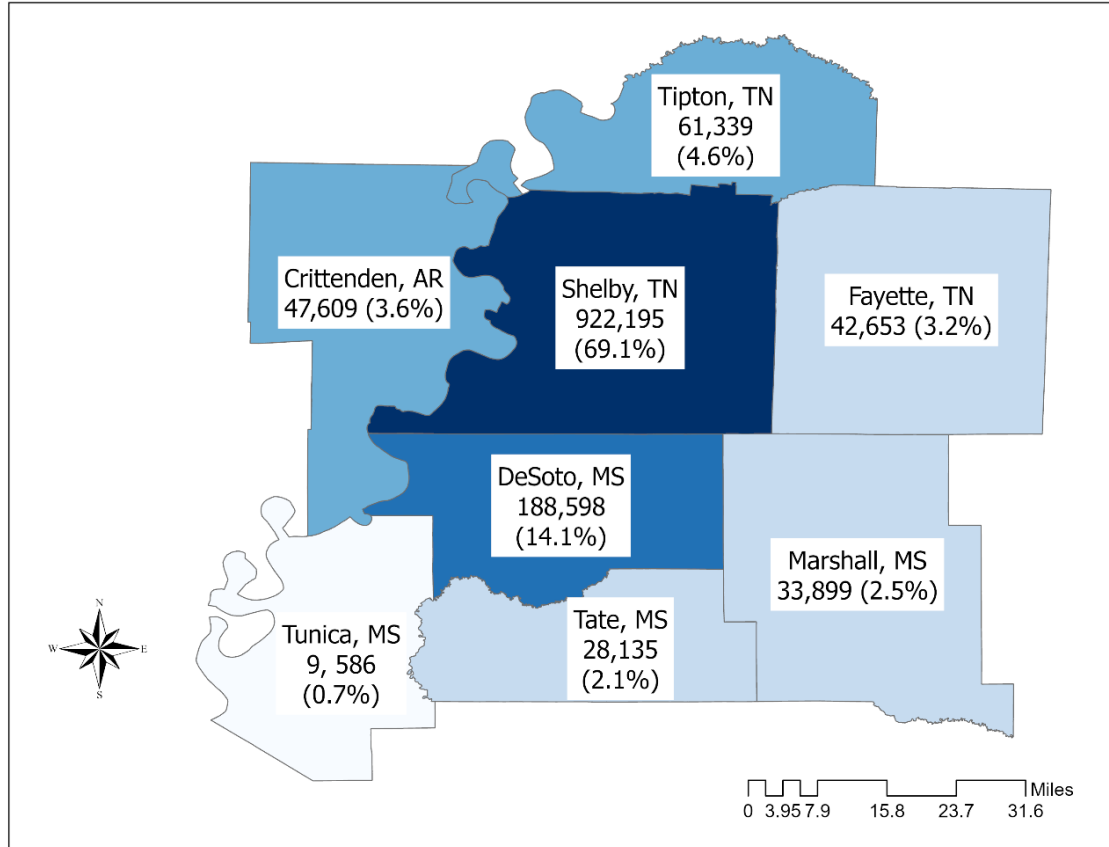 Tipton, TN
61,339
(4.6%)
Crittenden, AR
47,609 (3.6%)
Shelby, TN
922,195
(69.1%)
Fayette, TN
42,653 (3.2%)
DeSoto, MS
188,598
(14.1%)
Marshall, MS
33,899 (2.5%)
Tunica, MS
9, 586
(0.7%)
Tate, MS
28,135
(2.1%)
N
W E
S
Miles
0 3.95 7.9 15.8 23.7 31.6